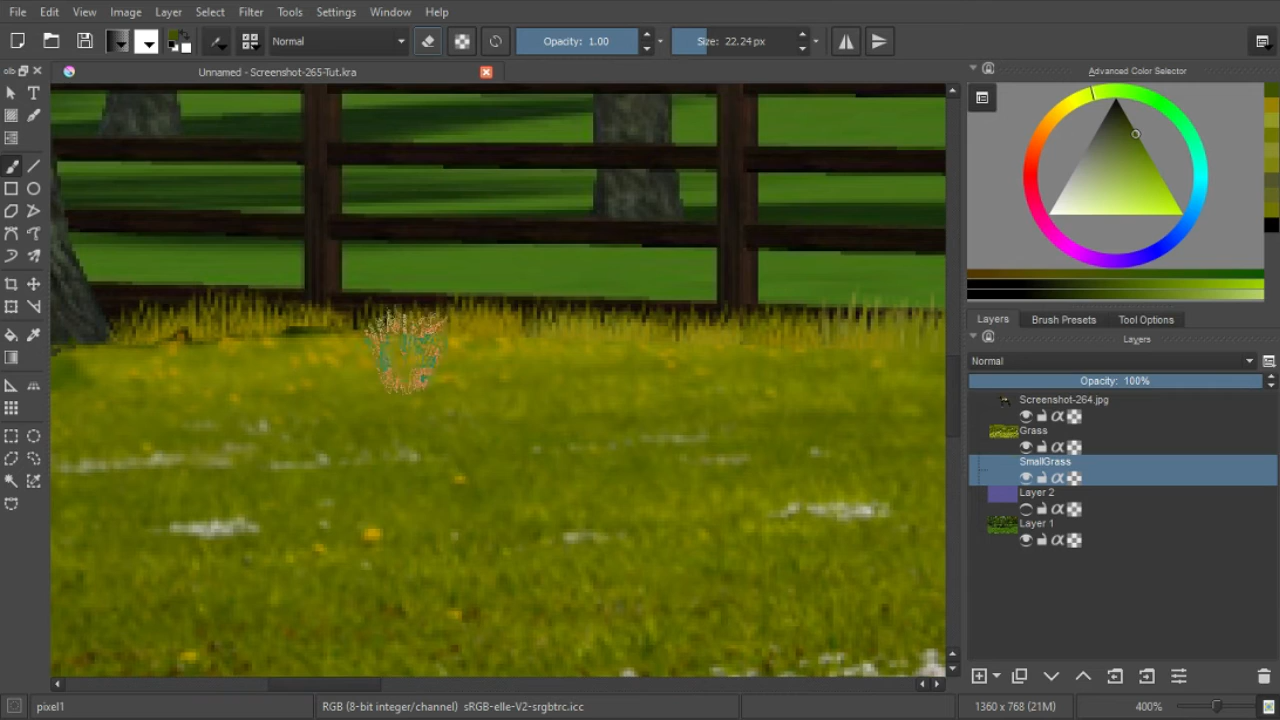 File Edit View Image Layer Select Filter Tools Settings Window Help
Normal Opacity: 1.00 Size: 22.24 px
Unnamed - Screenshot-265-Tut.kra
Advanced Color Selector
Layers Brush Presets Tool Options
Layers
Normal
Opacity: 100%
Screenshot-264.jpg
Grass
SmallGrass
Layer 2
Layer 1
pixel1 RGB (8-bit integer/channel) sRGB-elle-V2-srgbtrc.icc 1360 x 768 (21M) 400%